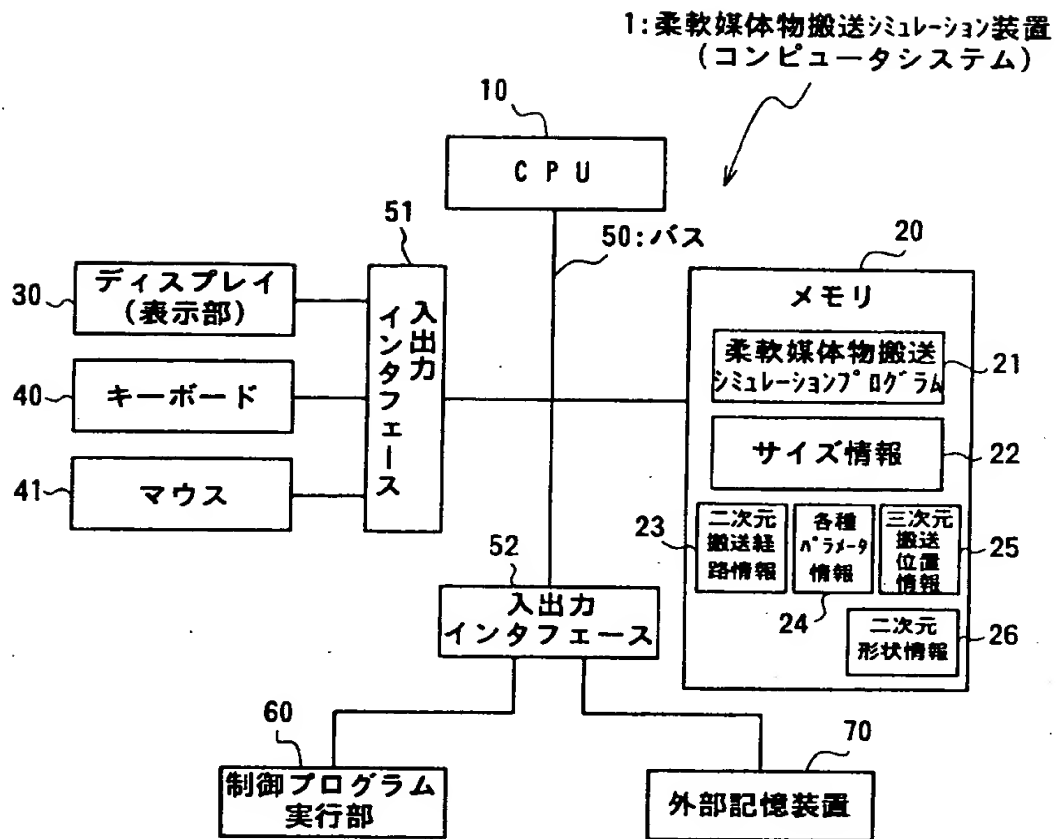 1:柔軟媒体物搬送シミュレーション装置
(コンピュータシステム)
10
CPU
51
50:バス
20
30
ディスプレイ
(表示部)
入出力
インタフェース
メモリ
柔軟媒体物搬送
シミュレーションプログラム
21
40
キーボード
サイズ情報
22
41
マウス
23
二次元
搬送経
路情報
各種
パラメータ
情報
三次元
搬送
位置
情報
25
24
52
入出力
インタフェース
二次元
形状情報
26
60
制御プログラム
実行部
70
外部記憶装置